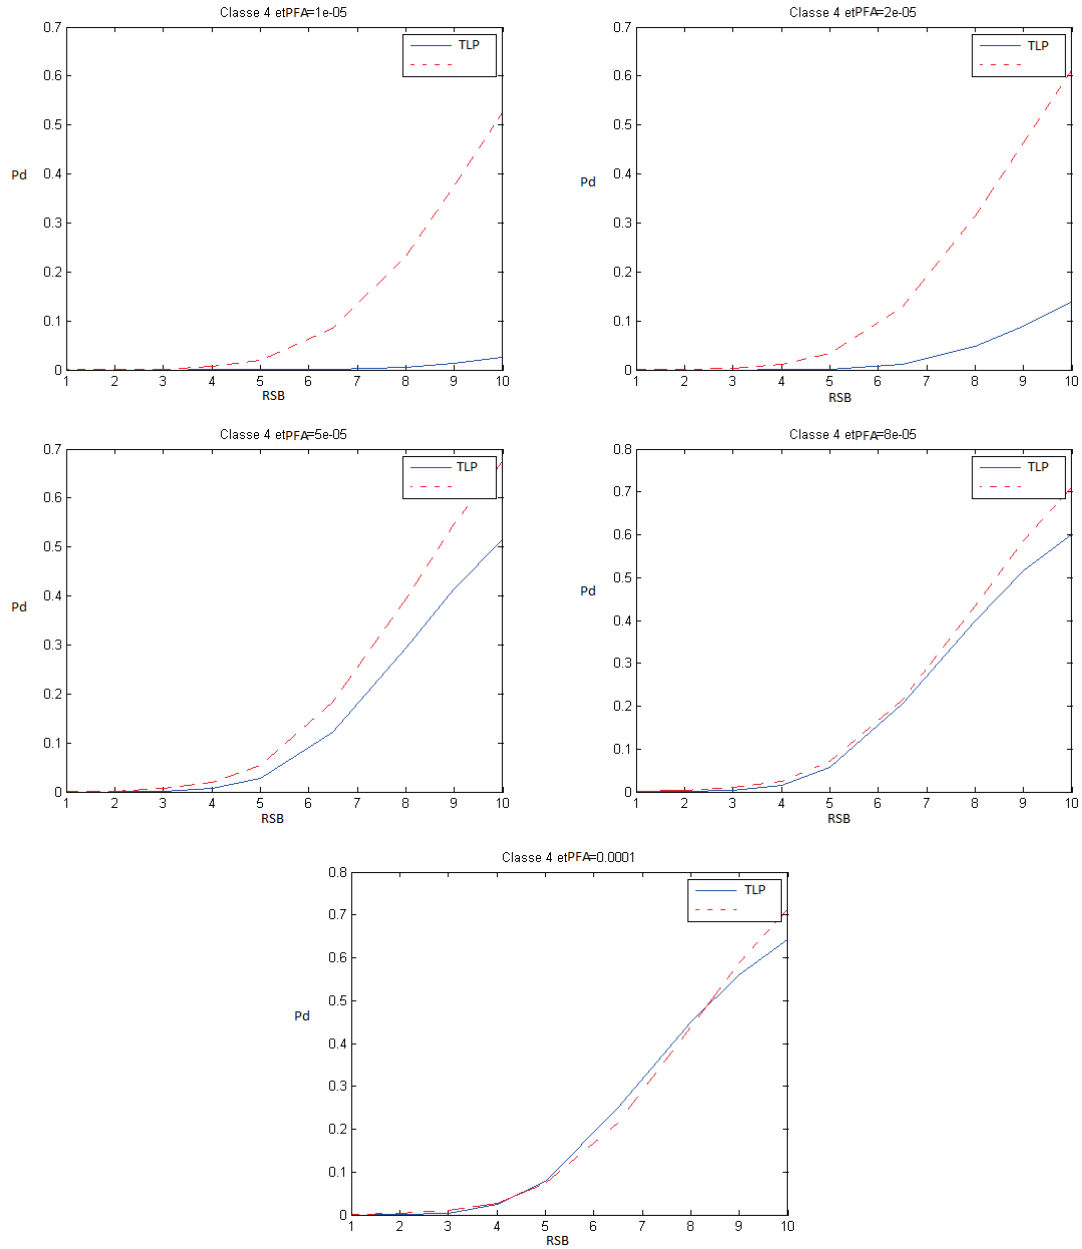 Classe 4 etPFA=1e-05
0.7
TLP
0.6
0.5
0.4
Pd
0.3
0.2
0.1
0
1 2 3 4 5 6 7 8 9 10
RSB
Classe 4 etPFA=2e-05
0.7
TLP
0.6
0.5
0.4
Pd
0.3
0.2
0.1
0
1 2 3 4 5 6 7 8 9 10
RSB
Classe 4 etPFA=5e-05
0.7
TLP
0.6
0.5
0.4
Pd
0.3
0.2
0.1
0
1 2 3 4 5 6 7 8 9 10
RSB
Classe 4 etPFA=8e-05
0.8
TLP
0.7
0.6
0.5
Pd
0.4
0.3
0.2
0.1
0
1 2 3 4 5 6 7 8 9 10
RSB
Classe 4 etPFA=0.0001
0.8
TLP
0.7
0.6
0.5
Pd
0.4
0.3
0.2
0.1
0
1 2 3 4 5 6 7 8 9 10
RSB